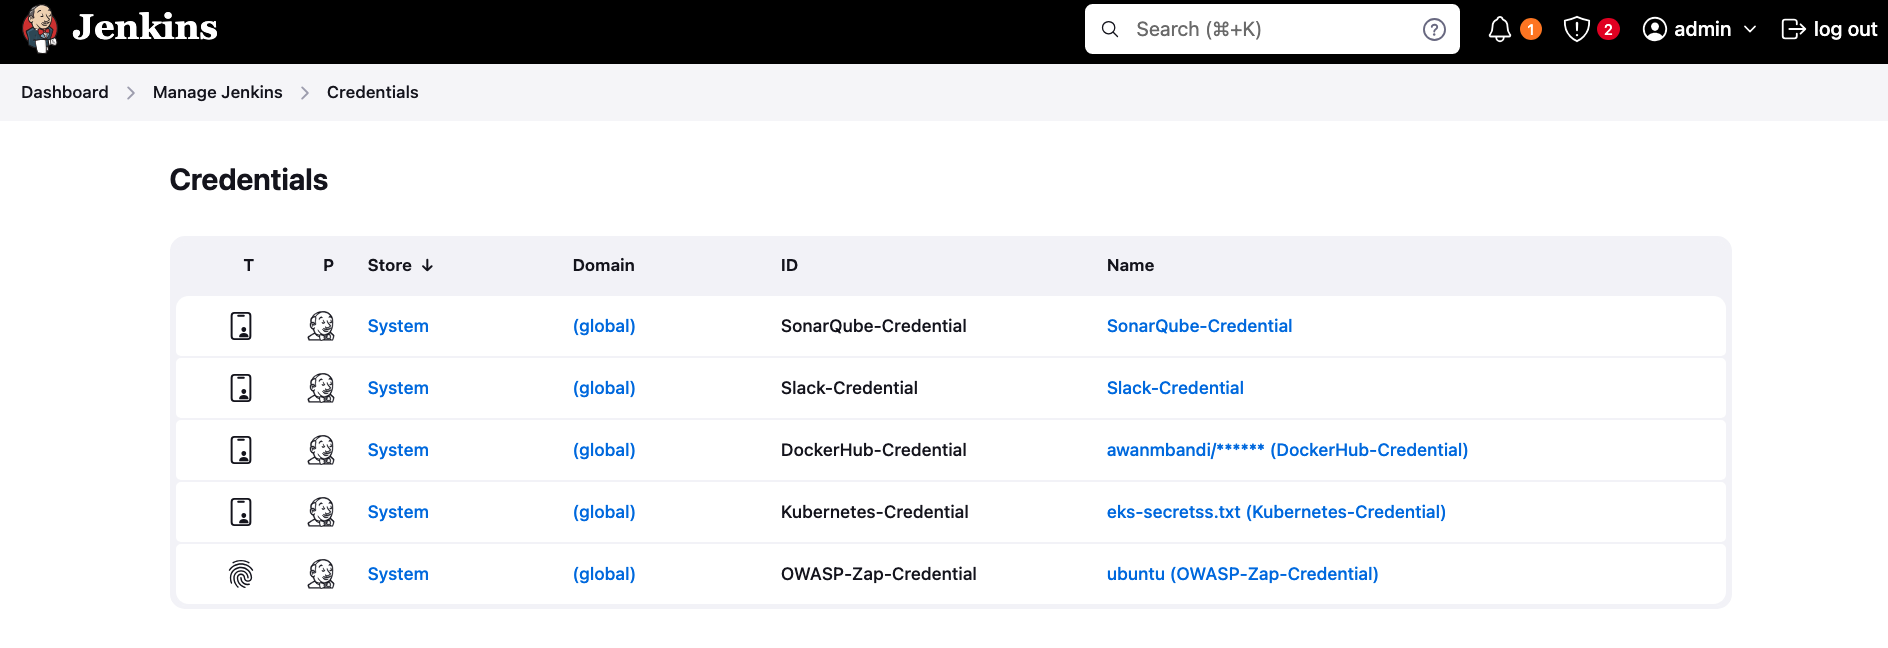 Jenkins
Search (⌘+K) ?
1
2
admin
log out
Dashboard > Manage Jenkins > Credentials
Credentials
T P Store ↓ Domain ID Name
System (global) SonarQube-Credential SonarQube-Credential
System (global) Slack-Credential Slack-Credential
System (global) DockerHub-Credential awanmbandi/****** (DockerHub-Credential)
System (global) Kubernetes-Credential eks-secretss.txt (Kubernetes-Credential)
System (global) OWASP-Zap-Credential ubuntu (OWASP-Zap-Credential)